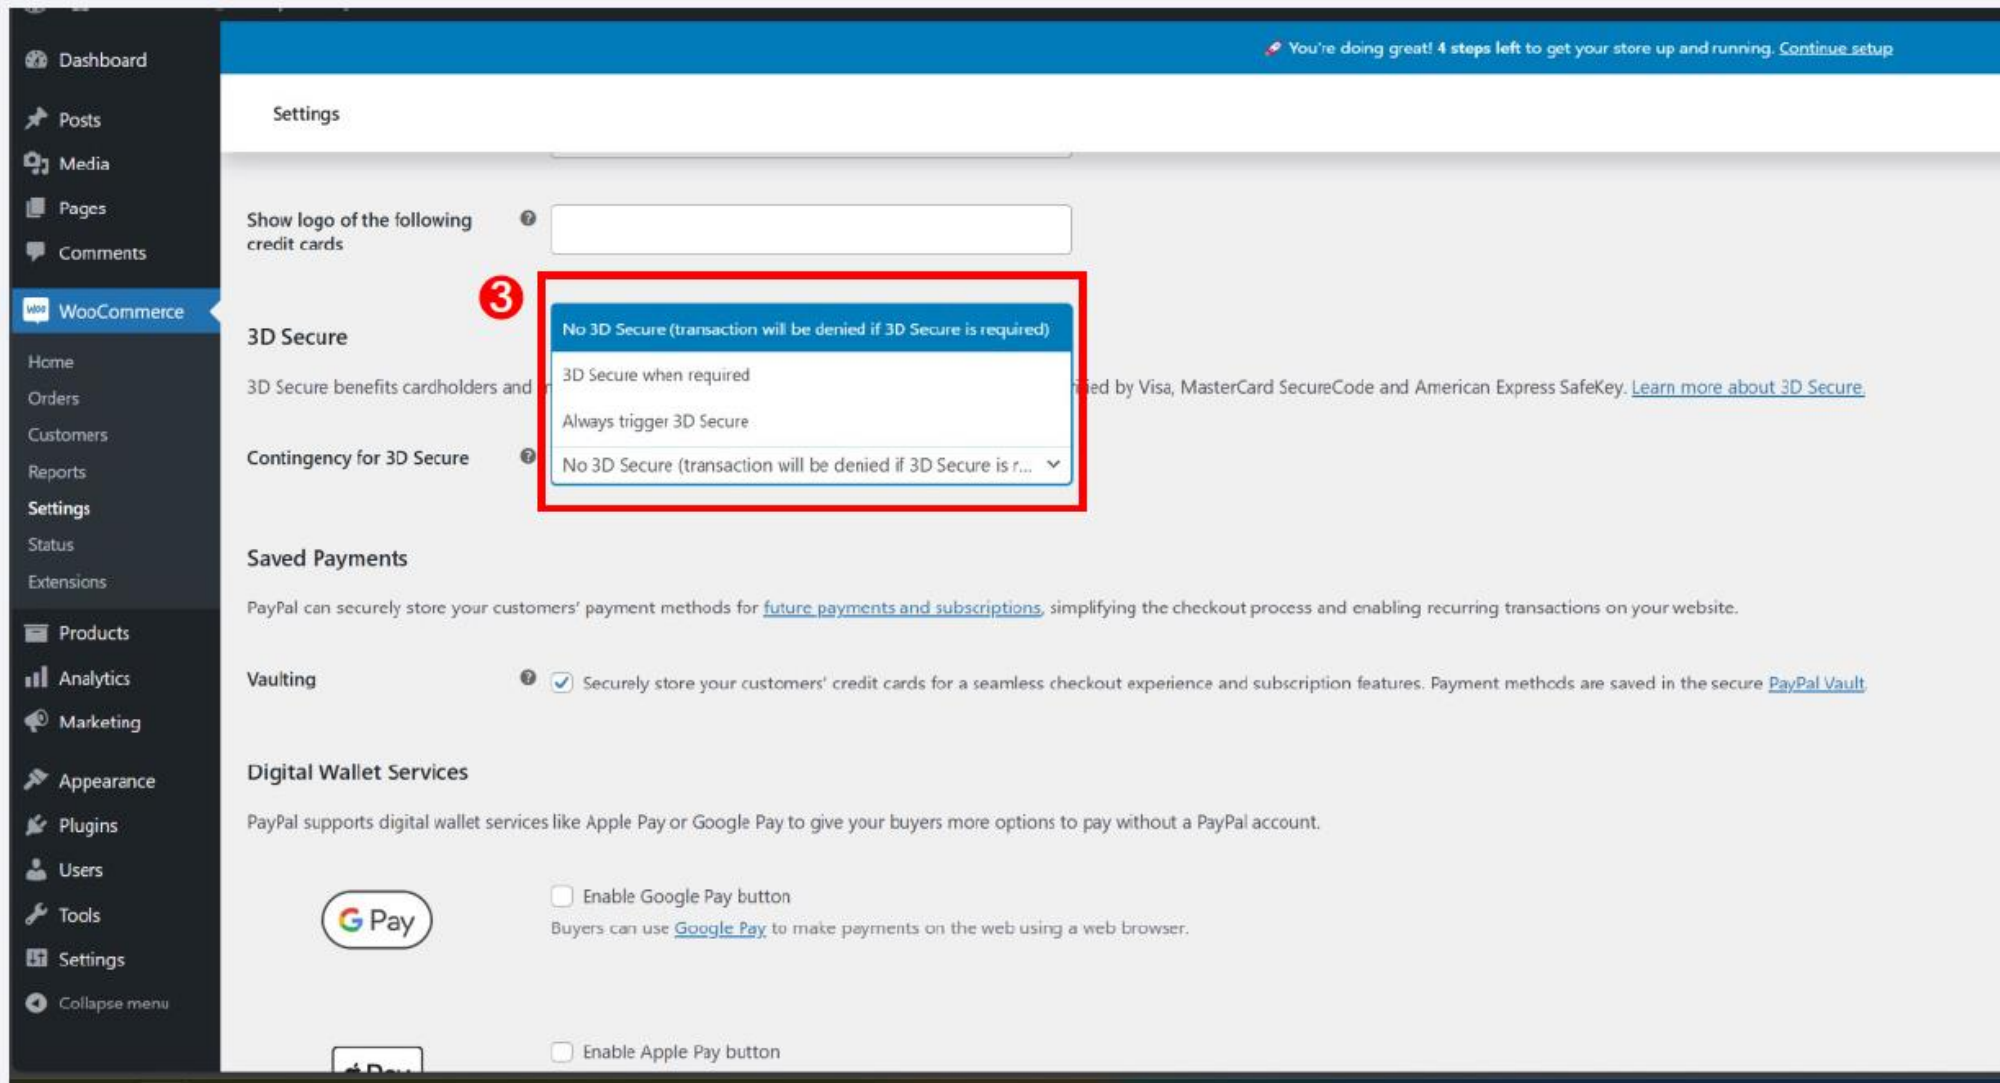 Dashboard
🚀 You're doing great! 4 steps left to get your store up and running. Continue setup
Posts
Settings
Media
Pages
Comments
Show logo of the following
credit cards
3
WooCommerce
Home
Orders
Customers
Reports
Settings
Status
Extensions
Products
Analytics
Marketing
Appearance
Plugins
Users
Tools
Settings
Collapse menu
3D Secure
No 3D Secure (transaction will be denied if 3D Secure is required)
3D Secure when required
Always trigger 3D Secure
3D Secure benefits cardholders and
by Visa, MasterCard SecureCode and American Express SafeKey. Learn more about 3D Secure.
Contingency for 3D Secure
No 3D Secure (transaction will be denied if 3D Secure is r...
Saved Payments
PayPal can securely store your customers' payment methods for future payments and subscriptions, simplifying the checkout process and enabling recurring transactions on your website.
Vaulting
Securely store your customers' credit cards for a seamless checkout experience and subscription features. Payment methods are saved in the secure PayPal Vault.
Digital Wallet Services
PayPal supports digital wallet services like Apple Pay or Google Pay to give your buyers more options to pay without a PayPal account.
G Pay
Enable Google Pay button
Buyers can use Google Pay to make payments on the web using a web browser.
Enable Apple Pay button